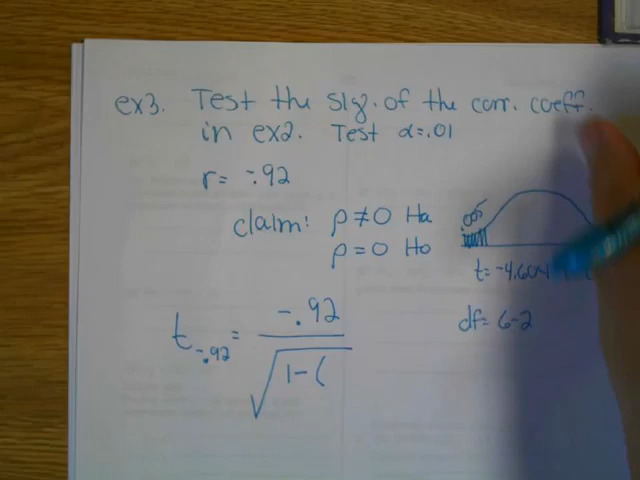 ex3. Test the sig. of the corr. coeff.
in ex2. Test α=.01
r= -.92
claim: ρ≠0 Ha
ρ=0 Ho
.005
t=-4.604
df= 6-2
t-.92 = -.92
√1-(